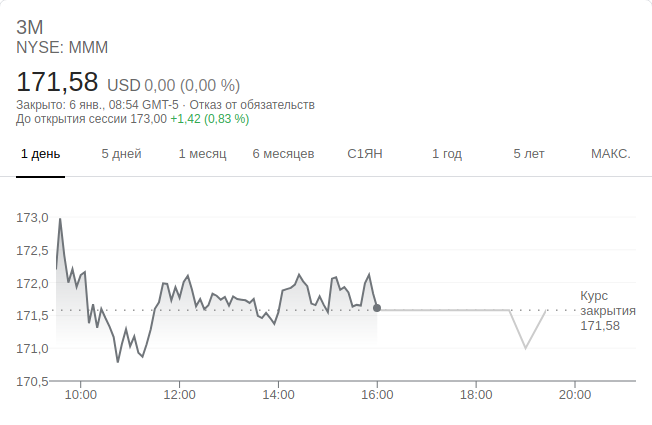 3M
NYSE: MMM
171,58 USD 0,00 (0,00 %)
Закрыто: 6 янв., 08:54 GMT-5 · Отказ от обязательств
До открытия сессии 173,00 +1,42 (0,83 %)
1 день 5 дней 1 месяц 6 месяцев С1ЯН 1 год 5 лет МАКС.
173,0
172,5
172,0
171,5
171,0
170,5
Курс
закрытия
171,58
10:00 12:00 14:00 16:00 18:00 20:00